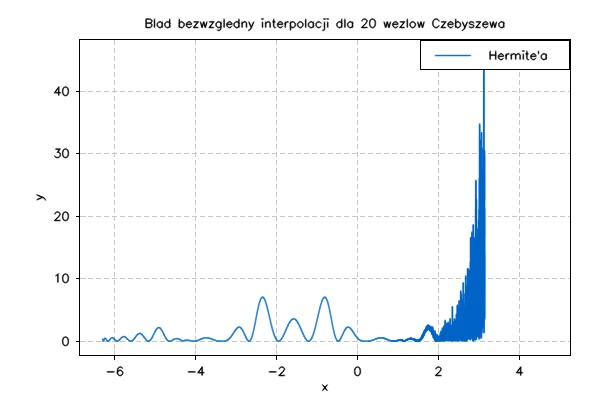 Blad bezwzgledny interpolacji dla 20 wezlow Czebyszewa
Hermite'a
40
30
20
10
0
y
−6 −4 −2 0 2 4
x